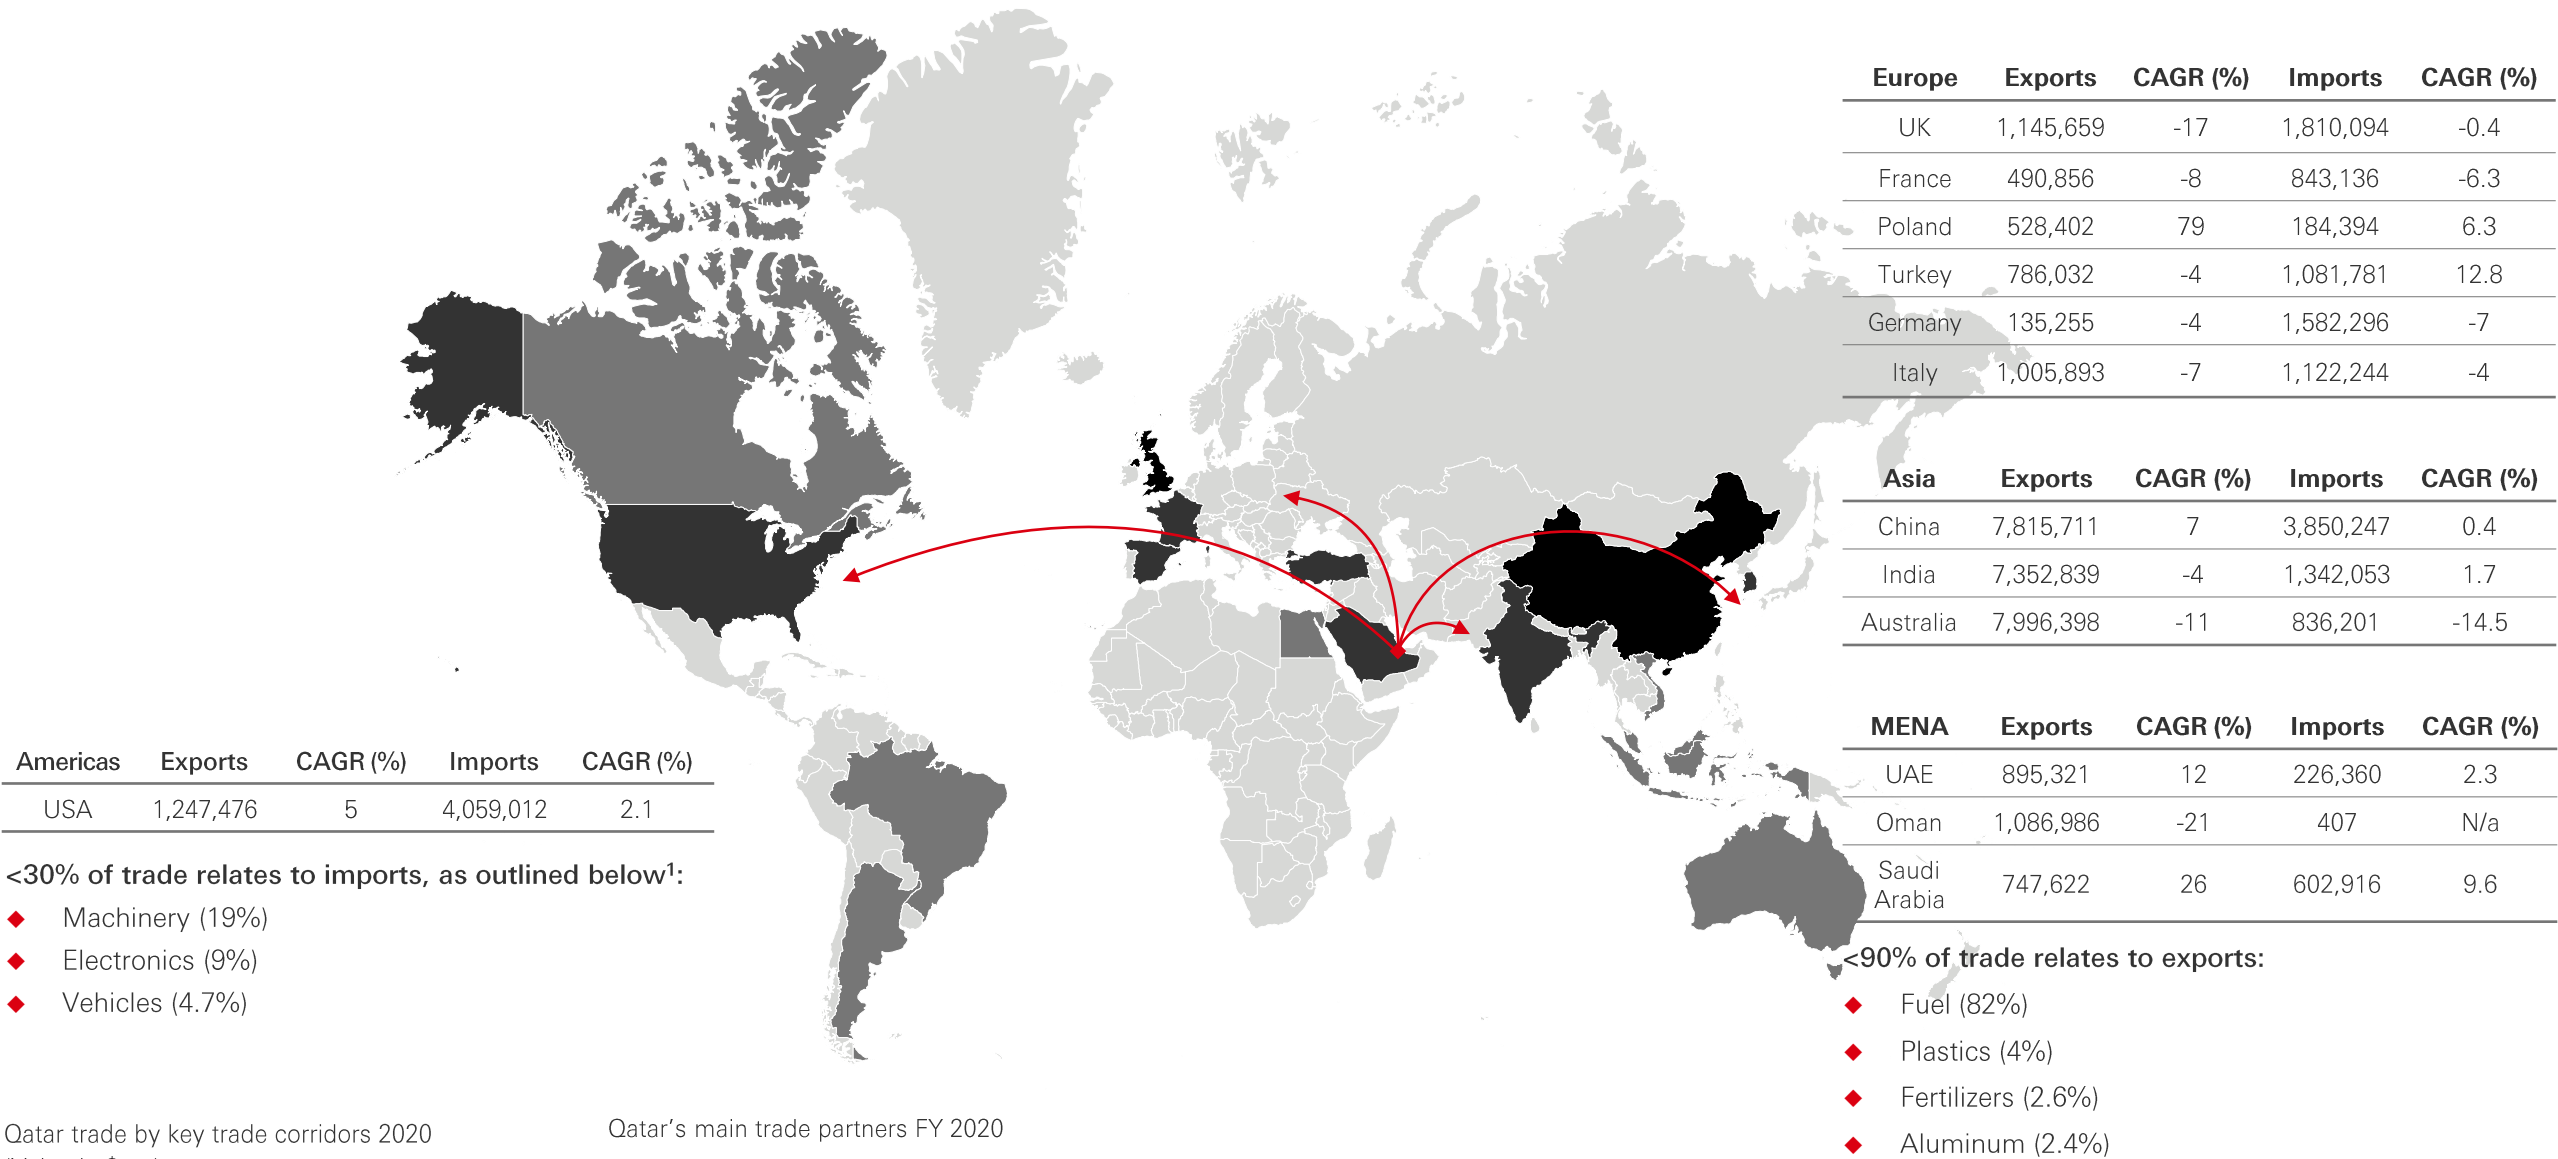 Europe Exports CAGR (%) Imports CAGR (%)
UK 1,145,659 -17 1,810,094 -0.4
France 490,856 -8 843,136 -6.3
Poland 528,402 79 184,394 6.3
Turkey 786,032 -4 1,081,781 12.8
Germany 135,255 -4 1,582,296 -7
Italy 1,005,893 -7 1,122,244 -4
Asia Exports CAGR (%) Imports CAGR (%)
China 7,815,711 7 3,850,247 0.4
India 7,352,839 -4 1,342,053 1.7
Australia 7,996,398 -11 836,201 -14.5
MENA Exports CAGR (%) Imports CAGR (%)
UAE 895,321 12 226,360 2.3
Oman 1,086,986 -21 407 N/a
Saudi
Arabia 747,622 26 602,916 9.6
<90% of trade relates to exports:
Fuel (82%)
Plastics (4%)
Fertilizers (2.6%)
Aluminum (2.4%)
Americas Exports CAGR (%) Imports CAGR (%)
USA 1,247,476 5 4,059,012 2.1
<30% of trade relates to imports, as outlined below¹:
Machinery (19%)
Electronics (9%)
Vehicles (4.7%)
Qatar trade by key trade corridors 2020
Qatar's main trade partners FY 2020